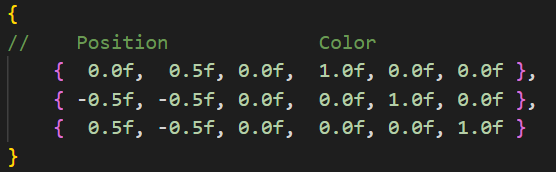 {
//    Position             Color
    {  0.0f,  0.5f, 0.0f,  1.0f, 0.0f, 0.0f },
    { -0.5f, -0.5f, 0.0f,  0.0f, 1.0f, 0.0f },
    {  0.5f, -0.5f, 0.0f,  0.0f, 0.0f, 1.0f }
}